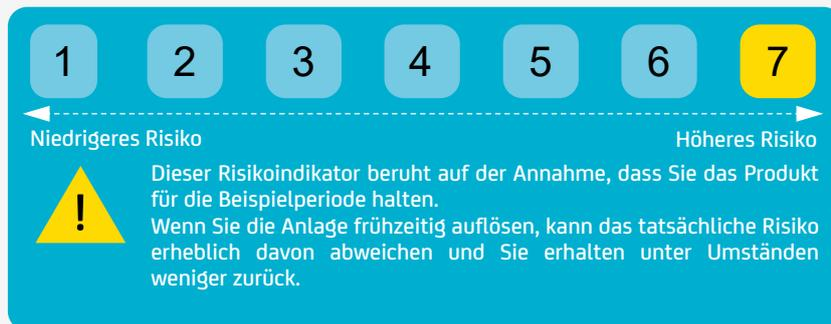 1 2 3 4 5 6 7
Niedrigeres Risiko Höheres Risiko
!
Dieser Risikoindikator beruht auf der Annahme, dass Sie das Produkt
für die Beispielperiode halten.
Wenn Sie die Anlage frühzeitig auflösen, kann das tatsächliche Risiko
erheblich davon abweichen und Sie erhalten unter Umständen
weniger zurück.